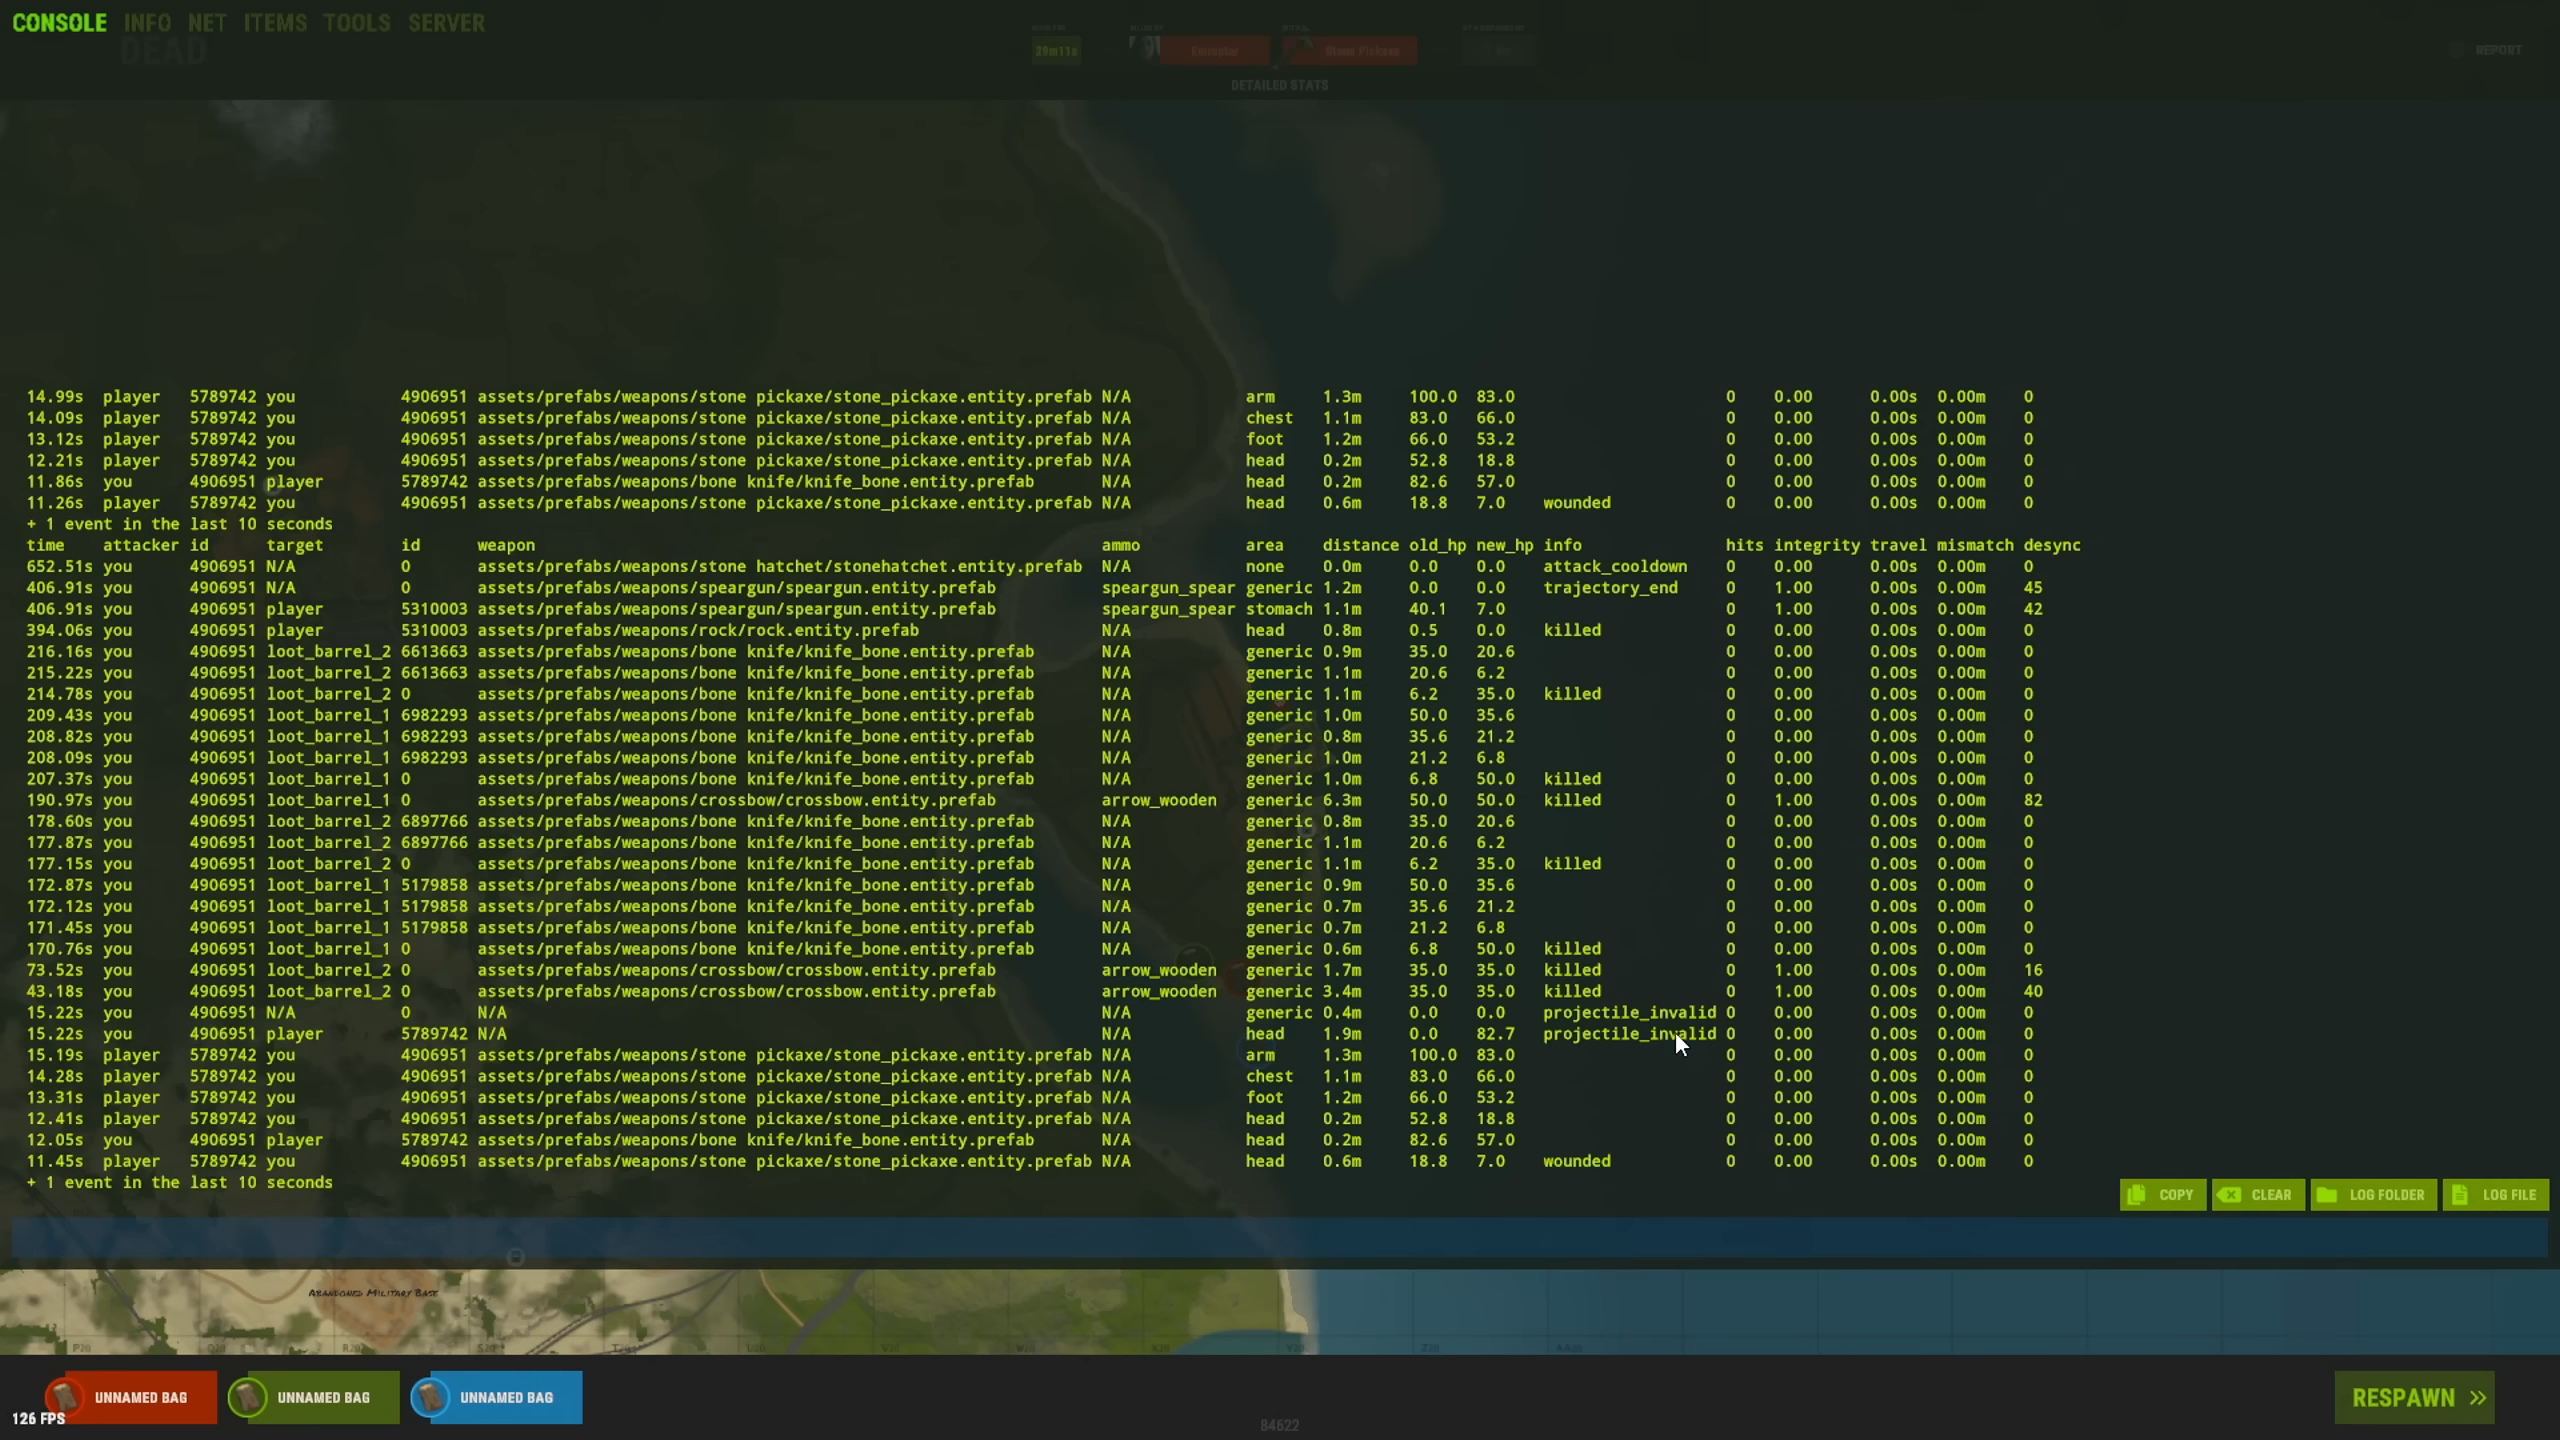 CONSOLE INFO NET ITEMS TOOLS SERVER
DEAD
29m11s
Stone Pickaxe
REPORT
DETAILED STATS
14.99s player 5789742 you 4906951 assets/prefabs/weapons/stone pickaxe/stone_pickaxe.entity.prefab N/A arm 1.3m 100.0 83.0 0 0.00 0.00s 0.00m 0
14.09s player 5789742 you 4906951 assets/prefabs/weapons/stone pickaxe/stone_pickaxe.entity.prefab N/A chest 1.1m 83.0 66.0 0 0.00 0.00s 0.00m 0
13.12s player 5789742 you 4906951 assets/prefabs/weapons/stone pickaxe/stone_pickaxe.entity.prefab N/A foot 1.2m 66.0 53.2 0 0.00 0.00s 0.00m 0
12.21s player 5789742 you 4906951 assets/prefabs/weapons/stone pickaxe/stone_pickaxe.entity.prefab N/A head 0.2m 52.8 18.8 0 0.00 0.00s 0.00m 0
11.86s you 4906951 player 5789742 assets/prefabs/weapons/bone knife/knife_bone.entity.prefab N/A head 0.2m 82.6 57.0 0 0.00 0.00s 0.00m 0
11.26s player 5789742 you 4906951 assets/prefabs/weapons/stone pickaxe/stone_pickaxe.entity.prefab N/A head 0.6m 18.8 7.0 wounded 0 0.00 0.00s 0.00m 0
+ 1 event in the last 10 seconds
time attacker id target id weapon ammo area distance old_hp new_hp info hits integrity travel mismatch desync
652.51s you 4906951 N/A 0 assets/prefabs/weapons/stone hatchet/stonehatchet.entity.prefab N/A none 0.0m 0.0 0.0 attack_cooldown 0 0.00 0.00s 0.00m 0
406.91s you 4906951 N/A 0 assets/prefabs/weapons/speargun/speargun.entity.prefab speargun_spear generic 1.2m 0.0 0.0 trajectory_end 0 1.00 0.00s 0.00m 45
406.91s you 4906951 player 5310003 assets/prefabs/weapons/speargun/speargun.entity.prefab speargun_spear stomach 1.1m 40.1 7.0 0 1.00 0.00s 0.00m 42
394.06s you 4906951 player 5310003 assets/prefabs/weapons/rock/rock.entity.prefab N/A head 0.8m 0.5 0.0 killed 0 0.00 0.00s 0.00m 0
216.16s you 4906951 loot_barrel_2 6613663 assets/prefabs/weapons/bone knife/knife_bone.entity.prefab N/A generic 0.9m 35.0 20.6 0 0.00 0.00s 0.00m 0
215.22s you 4906951 loot_barrel_2 6613663 assets/prefabs/weapons/bone knife/knife_bone.entity.prefab N/A generic 1.1m 20.6 6.2 0 0.00 0.00s 0.00m 0
214.78s you 4906951 loot_barrel_2 0 assets/prefabs/weapons/bone knife/knife_bone.entity.prefab N/A generic 1.1m 6.2 35.0 killed 0 0.00 0.00s 0.00m 0
209.43s you 4906951 loot_barrel_1 6982293 assets/prefabs/weapons/bone knife/knife_bone.entity.prefab N/A generic 1.0m 50.0 35.6 0 0.00 0.00s 0.00m 0
208.82s you 4906951 loot_barrel_1 6982293 assets/prefabs/weapons/bone knife/knife_bone.entity.prefab N/A generic 0.8m 35.6 21.2 0 0.00 0.00s 0.00m 0
208.09s you 4906951 loot_barrel_1 6982293 assets/prefabs/weapons/bone knife/knife_bone.entity.prefab N/A generic 1.0m 21.2 6.8 0 0.00 0.00s 0.00m 0
207.37s you 4906951 loot_barrel_1 0 assets/prefabs/weapons/bone knife/knife_bone.entity.prefab N/A generic 1.0m 6.8 50.0 killed 0 0.00 0.00s 0.00m 0
190.97s you 4906951 loot_barrel_1 0 assets/prefabs/weapons/crossbow/crossbow.entity.prefab arrow_wooden generic 6.3m 50.0 50.0 killed 0 1.00 0.00s 0.00m 82
178.60s you 4906951 loot_barrel_2 6897766 assets/prefabs/weapons/bone knife/knife_bone.entity.prefab N/A generic 0.8m 35.0 20.6 0 0.00 0.00s 0.00m 0
177.87s you 4906951 loot_barrel_2 6897766 assets/prefabs/weapons/bone knife/knife_bone.entity.prefab N/A generic 1.1m 20.6 6.2 0 0.00 0.00s 0.00m 0
177.15s you 4906951 loot_barrel_2 0 assets/prefabs/weapons/bone knife/knife_bone.entity.prefab N/A generic 1.1m 6.2 35.0 killed 0 0.00 0.00s 0.00m 0
172.87s you 4906951 loot_barrel_1 5179858 assets/prefabs/weapons/bone knife/knife_bone.entity.prefab N/A generic 0.9m 50.0 35.6 0 0.00 0.00s 0.00m 0
172.12s you 4906951 loot_barrel_1 5179858 assets/prefabs/weapons/bone knife/knife_bone.entity.prefab N/A generic 0.7m 35.6 21.2 0 0.00 0.00s 0.00m 0
171.45s you 4906951 loot_barrel_1 5179858 assets/prefabs/weapons/bone knife/knife_bone.entity.prefab N/A generic 0.7m 21.2 6.8 0 0.00 0.00s 0.00m 0
170.76s you 4906951 loot_barrel_1 0 assets/prefabs/weapons/bone knife/knife_bone.entity.prefab N/A generic 0.6m 6.8 50.0 killed 0 0.00 0.00s 0.00m 0
73.52s you 4906951 loot_barrel_2 0 assets/prefabs/weapons/crossbow/crossbow.entity.prefab arrow_wooden generic 1.7m 35.0 35.0 killed 0 1.00 0.00s 0.00m 16
43.18s you 4906951 loot_barrel_2 0 assets/prefabs/weapons/crossbow/crossbow.entity.prefab arrow_wooden generic 3.4m 35.0 35.0 killed 0 1.00 0.00s 0.00m 40
15.22s you 4906951 N/A 0 N/A N/A generic 0.4m 0.0 0.0 projectile_invalid 0 0.00 0.00s 0.00m 0
15.22s you 4906951 player 5789742 N/A N/A head 1.9m 0.0 82.7 projectile_invalid 0 0.00 0.00s 0.00m 0
15.19s player 5789742 you 4906951 assets/prefabs/weapons/stone pickaxe/stone_pickaxe.entity.prefab N/A arm 1.3m 100.0 83.0 0 0.00 0.00s 0.00m 0
14.28s player 5789742 you 4906951 assets/prefabs/weapons/stone pickaxe/stone_pickaxe.entity.prefab N/A chest 1.1m 83.0 66.0 0 0.00 0.00s 0.00m 0
13.31s player 5789742 you 4906951 assets/prefabs/weapons/stone pickaxe/stone_pickaxe.entity.prefab N/A foot 1.2m 66.0 53.2 0 0.00 0.00s 0.00m 0
12.41s player 5789742 you 4906951 assets/prefabs/weapons/stone pickaxe/stone_pickaxe.entity.prefab N/A head 0.2m 52.8 18.8 0 0.00 0.00s 0.00m 0
12.05s you 4906951 player 5789742 assets/prefabs/weapons/bone knife/knife_bone.entity.prefab N/A head 0.2m 82.6 57.0 0 0.00 0.00s 0.00m 0
11.45s player 5789742 you 4906951 assets/prefabs/weapons/stone pickaxe/stone_pickaxe.entity.prefab N/A head 0.6m 18.8 7.0 wounded 0 0.00 0.00s 0.00m 0
+ 1 event in the last 10 seconds
COPY CLEAR LOG FOLDER LOG FILE
ABANDONED MILITARY BASE
UNNAMED BAG UNNAMED BAG UNNAMED BAG
RESPAWN
126 FPS
84622